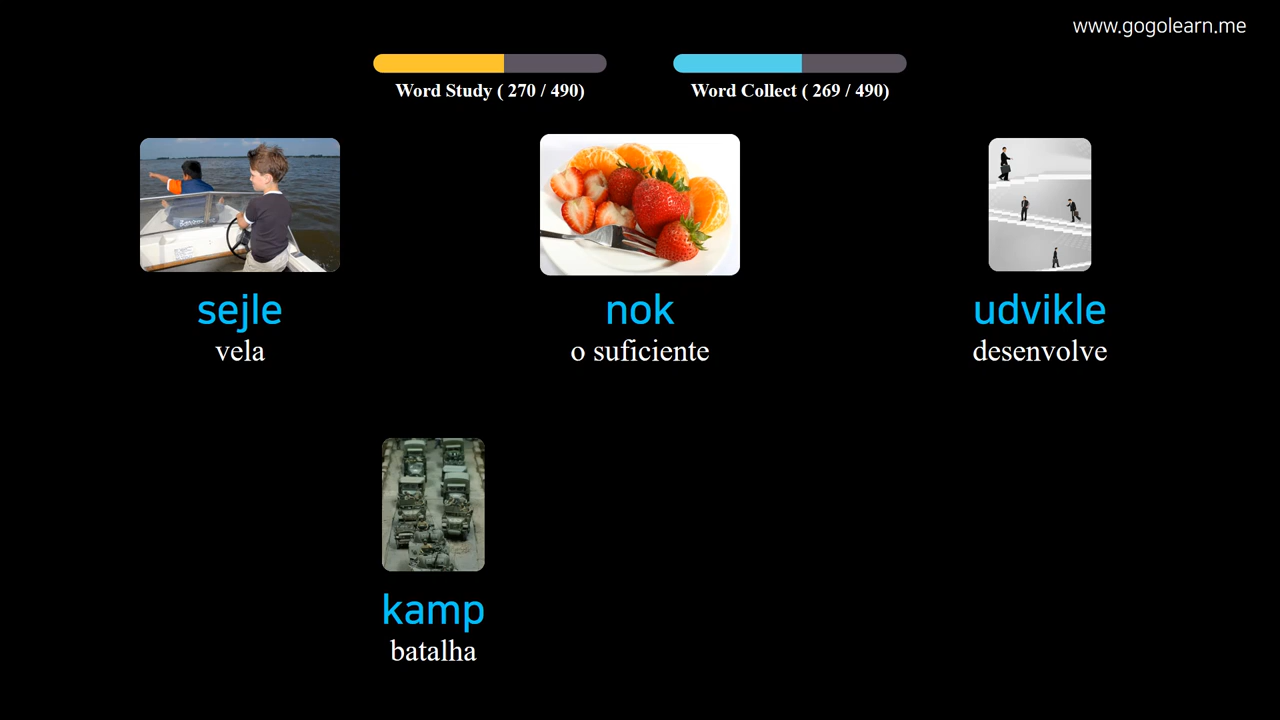 www.gogolearn.me
Word Study ( 270 / 490)
Word Collect ( 269 / 490)
sejle
vela
nok
o suficiente
udvikle
desenvolve
kamp
batalha